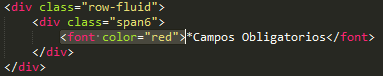 <div class="row-fluid">
<div class="span6">
<font color="red">*Campos Obligatorios</font>
</div>
</div>